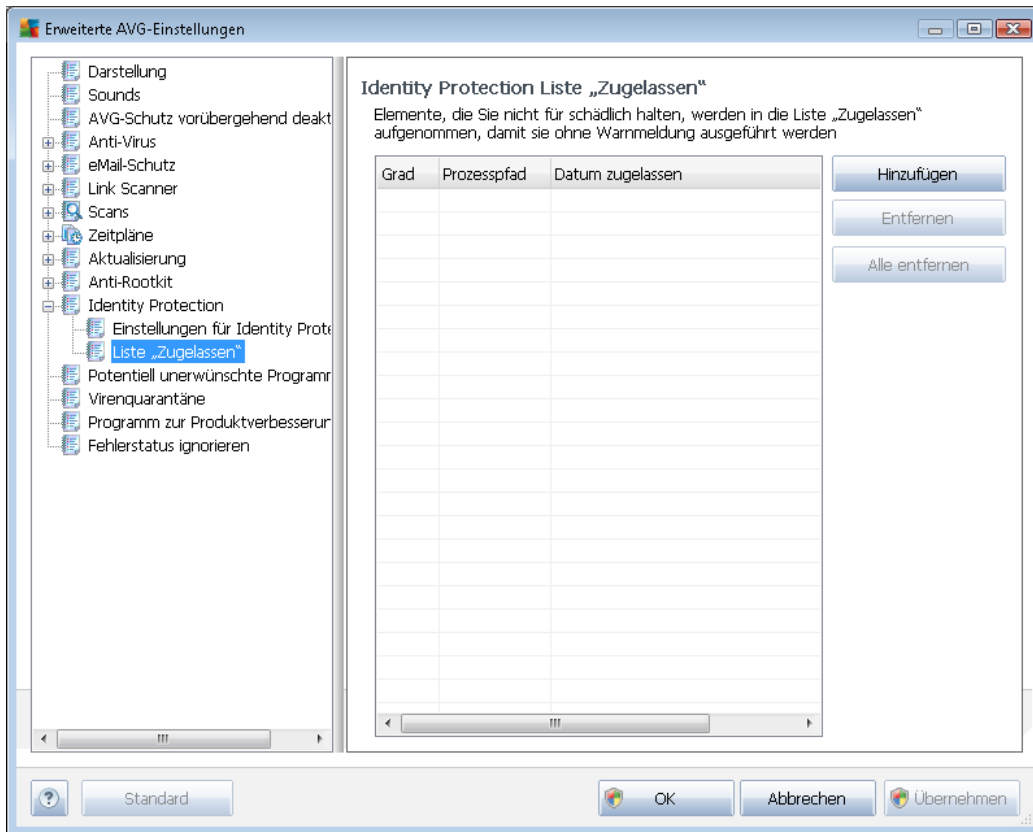 Erweiterte AVG-Einstellungen
Darstellung
Sounds
AVG-Schutz vorübergehend deakt
Anti-Virus
eMail-Schutz
Link Scanner
Scans
Zeitpläne
Aktualisierung
Anti-Rootkit
Identity Protection
Einstellungen für Identity Prote
Liste „Zugelassen“
Potentiell unerwünschte Programm
Virenquarantäne
Programm zur Produktverbesserun
Fehlerstatus ignorieren
Identity Protection Liste „Zugelassen“
Elemente, die Sie nicht für schädlich halten, werden in die Liste „Zugelassen“
aufgenommen, damit sie ohne Warnmeldung ausgeführt werden
Grad Prozesspfad Datum zugelassen
Hinzufügen
Entfernen
Alle entfernen
? Standard OK Abbrechen Übernehmen